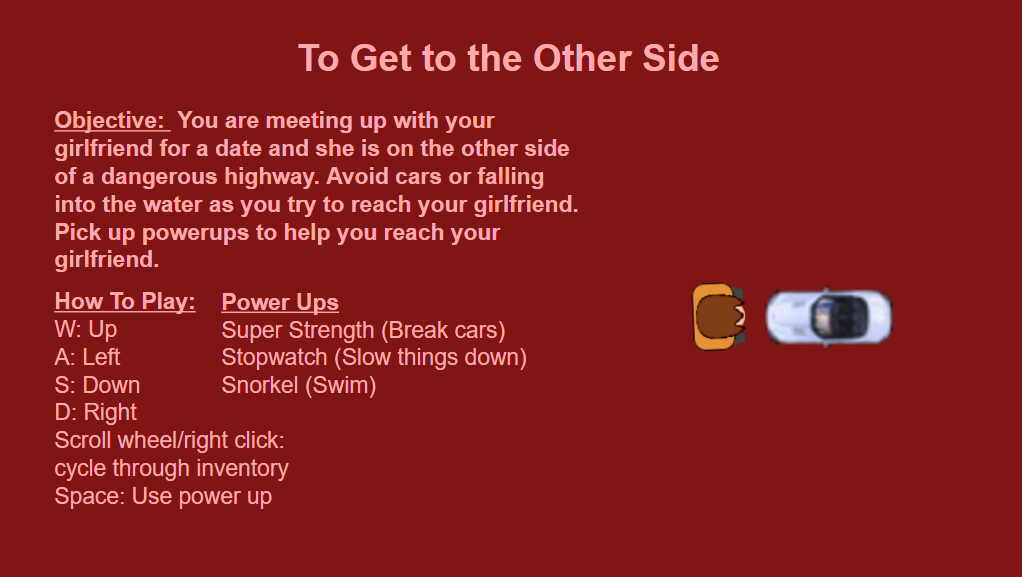 To Get to the Other Side
Objective:  You are meeting up with your
girlfriend for a date and she is on the other side
of a dangerous highway. Avoid cars or falling
into the water as you try to reach your girlfriend.
Pick up powerups to help you reach your
girlfriend.
How To Play:
W: Up
A: Left
S: Down
D: Right
Scroll wheel/right click:
cycle through inventory
Space: Use power up
Power Ups
Super Strength (Break cars)
Stopwatch (Slow things down)
Snorkel (Swim)